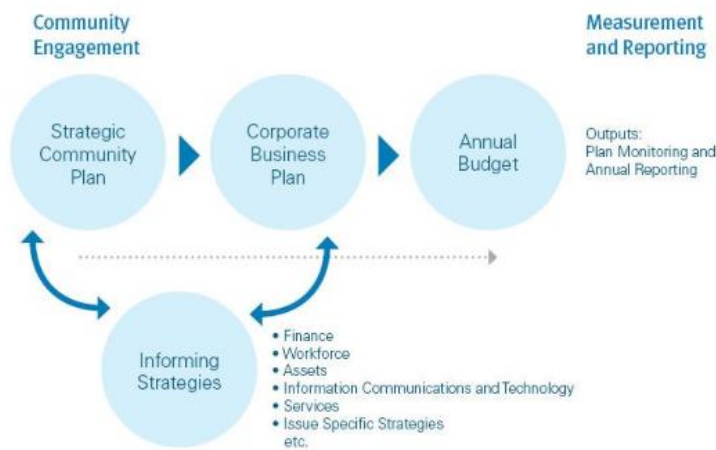 Community
Engagement
Measurement
and Reporting
Strategic
Community
Plan
Corporate
Business
Plan
Annual
Budget
Outputs:
Plan Monitoring and
Annual Reporting
Informing
Strategies
• Finance
• Workforce
• Assets
• Information Communications and Technology
• Services
• Issue Specific Strategies
etc.